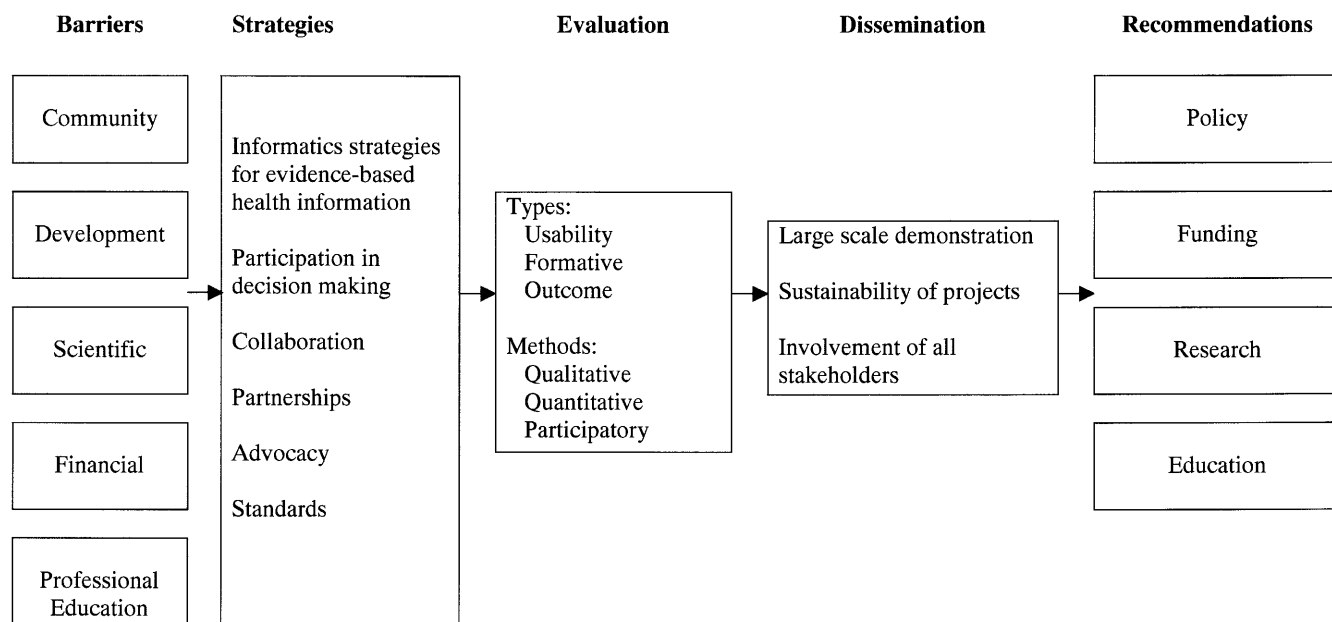 Barriers
Strategies
Evaluation
Dissemination
Recommendations
Community
Development
Scientific
Financial
Professional
Education
Informatics strategies
for evidence-based
health information
Participation in
decision making
Collaboration
Partnerships
Advocacy
Standards
Types:
Usability
Formative
Outcome
Methods:
Qualitative
Quantitative
Participatory
Large scale demonstration
Sustainability of projects
Involvement of all
stakeholders
Policy
Funding
Research
Education